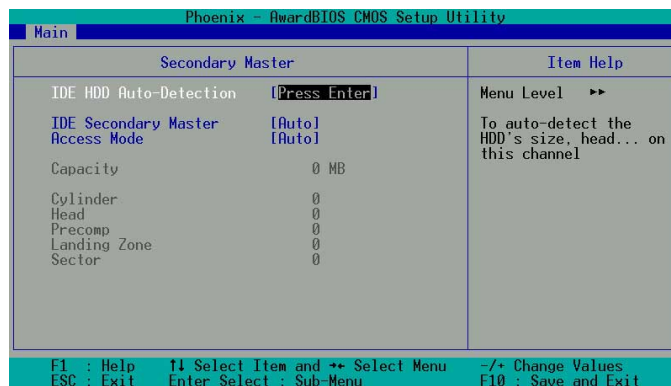 Phoenix - AwardBIOS CMOS Setup Utility
Main
Secondary Master
Item Help
IDE HDD Auto-Detection [Press Enter]
IDE Secondary Master [Auto]
Access Mode [Auto]
Capacity 0 MB
Cylinder 0
Head 0
Precomp 0
Landing Zone 0
Sector 0
Menu Level ►►
To auto-detect the
HDD's size, head... on
this channel
F1 : Help ↑↓ Select Item and →← Select Menu -/+ Change Values
ESC : Exit Enter Select : Sub-Menu F10 : Save and Exit